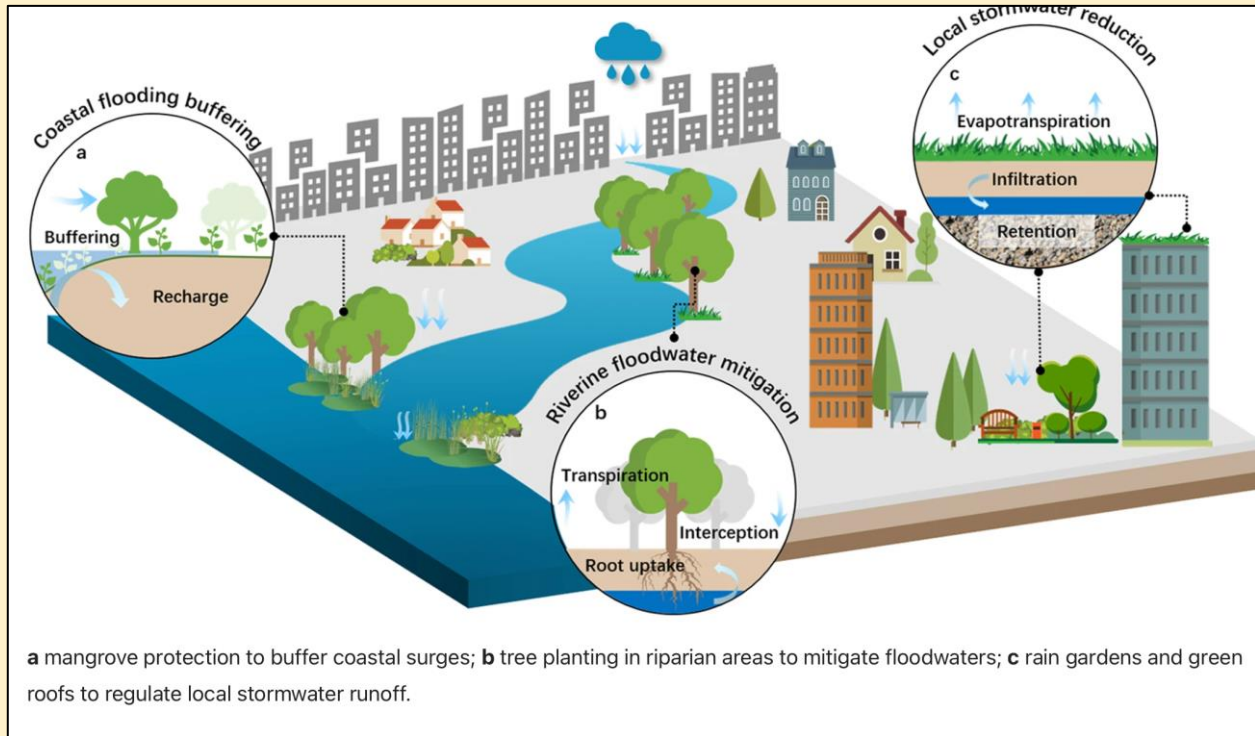 Coastal flooding buffering
a
Buffering
Recharge
Riverine floodwater mitigation
b
Transpiration
Interception
Root uptake
Local stormwater reduction
c
Evapotranspiration
Infiltration
Retention
a mangrove protection to buffer coastal surges; b tree planting in riparian areas to mitigate floodwaters; c rain gardens and green
roofs to regulate local stormwater runoff.